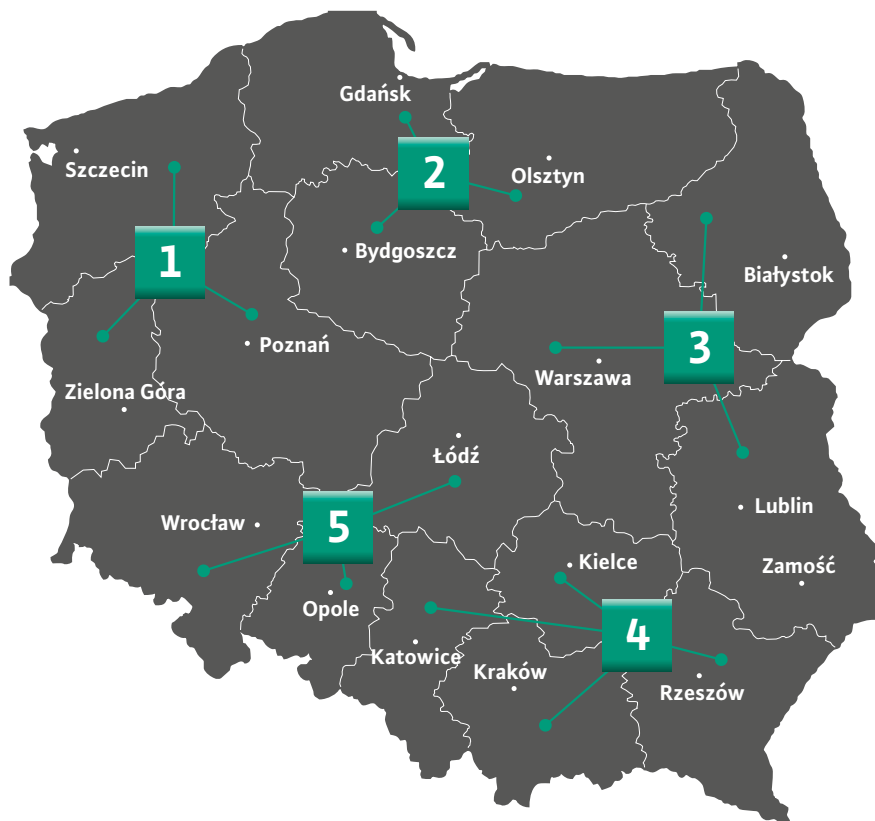 Gdańsk
Szczecin
2
Olsztyn
1
Bydgoszcz
Białystok
Poznań
3
Warszawa
Zielona Góra
Łódź
Wrocław
5
Lublin
Kielce
Zamość
Opole
4
Katowice
Kraków
Rzeszów